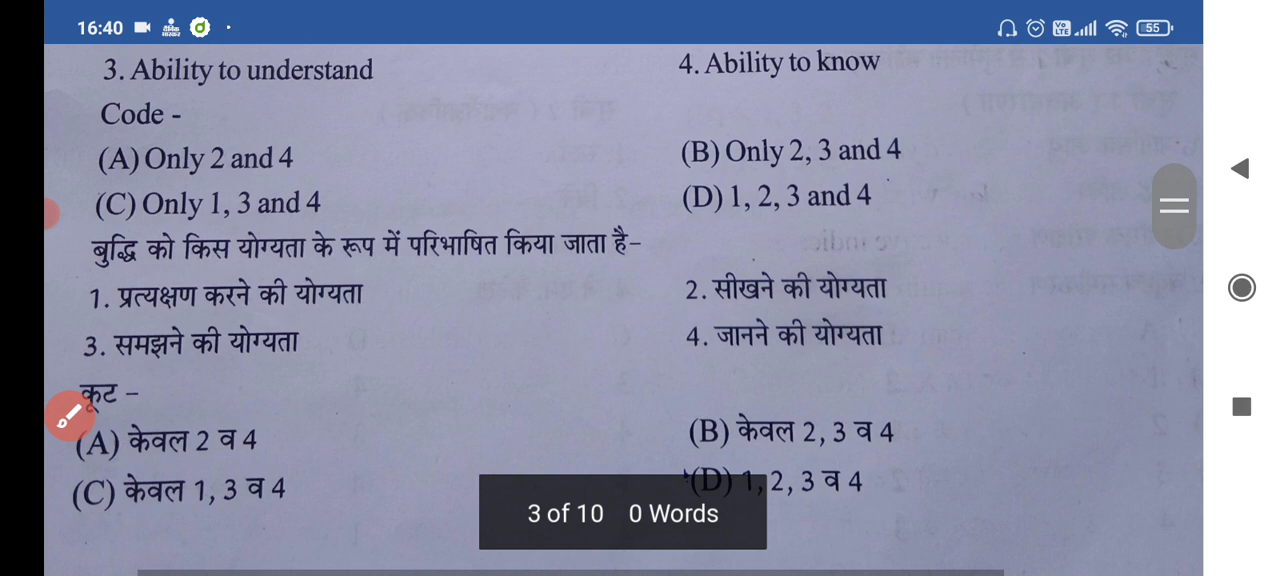 16:40
55
3. Ability to understand 4. Ability to know
Code -
(A) Only 2 and 4 (B) Only 2, 3 and 4
(C) Only 1, 3 and 4 (D) 1, 2, 3 and 4
बुद्धि को किस योग्यता के रूप में परिभाषित किया जाता है-
1. प्रत्यक्षण करने की योग्यता 2. सीखने की योग्यता
3. समझने की योग्यता 4. जानने की योग्यता
कूट -
(A) केवल 2 व 4 (B) केवल 2, 3 व 4
(C) केवल 1, 3 व 4 (D) 1, 2, 3 व 4
3 of 10 0 Words